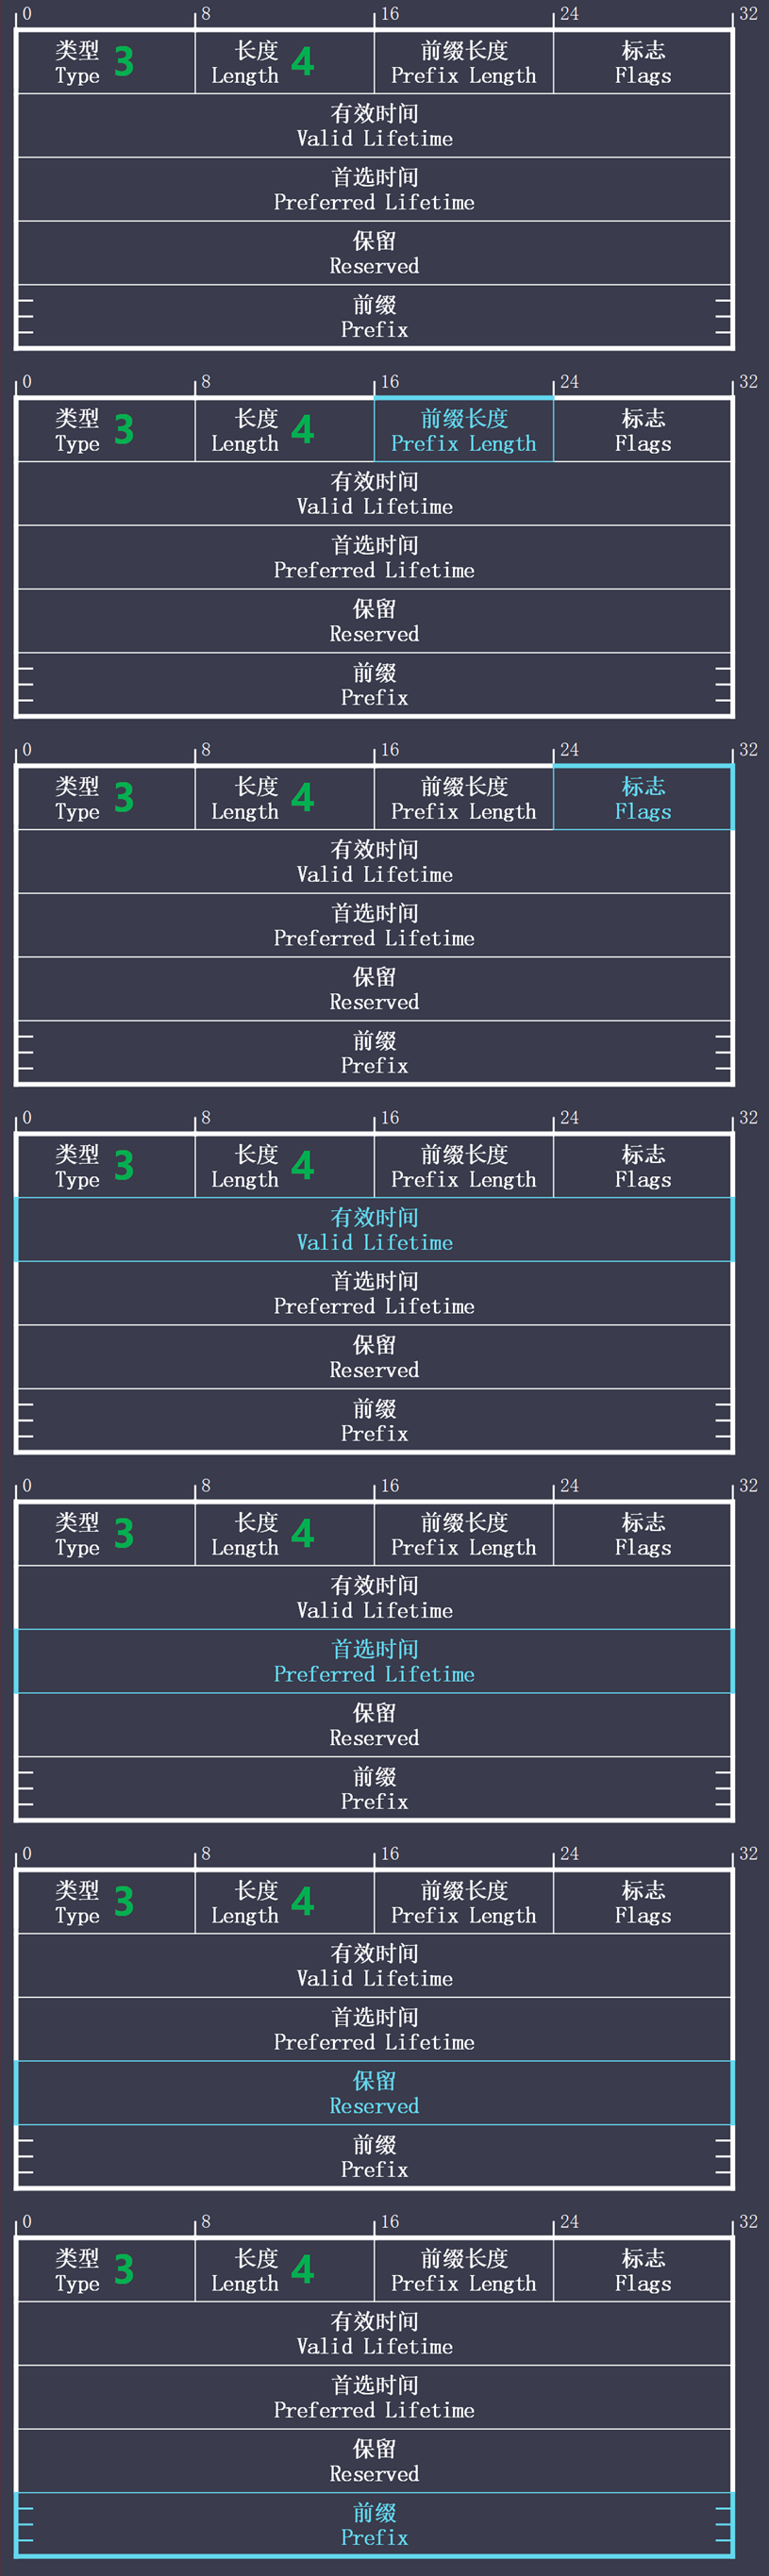 0 8 16 24 32
类型 3 长度 4 前缀长度 标志
Type Length Prefix Length Flags
有效时间
Valid Lifetime
首选时间
Preferred Lifetime
保留
Reserved
前缀
Prefix
0 8 16 24 32
类型 3 长度 4 前缀长度 标志
Type Length Prefix Length Flags
有效时间
Valid Lifetime
首选时间
Preferred Lifetime
保留
Reserved
前缀
Prefix
0 8 16 24 32
类型 3 长度 4 前缀长度 标志
Type Length Prefix Length Flags
有效时间
Valid Lifetime
首选时间
Preferred Lifetime
保留
Reserved
前缀
Prefix
0 8 16 24 32
类型 3 长度 4 前缀长度 标志
Type Length Prefix Length Flags
有效时间
Valid Lifetime
首选时间
Preferred Lifetime
保留
Reserved
前缀
Prefix
0 8 16 24 32
类型 3 长度 4 前缀长度 标志
Type Length Prefix Length Flags
有效时间
Valid Lifetime
首选时间
Preferred Lifetime
保留
Reserved
前缀
Prefix
0 8 16 24 32
类型 3 长度 4 前缀长度 标志
Type Length Prefix Length Flags
有效时间
Valid Lifetime
首选时间
Preferred Lifetime
保留
Reserved
前缀
Prefix
0 8 16 24 32
类型 3 长度 4 前缀长度 标志
Type Length Prefix Length Flags
有效时间
Valid Lifetime
首选时间
Preferred Lifetime
保留
Reserved
前缀
Prefix